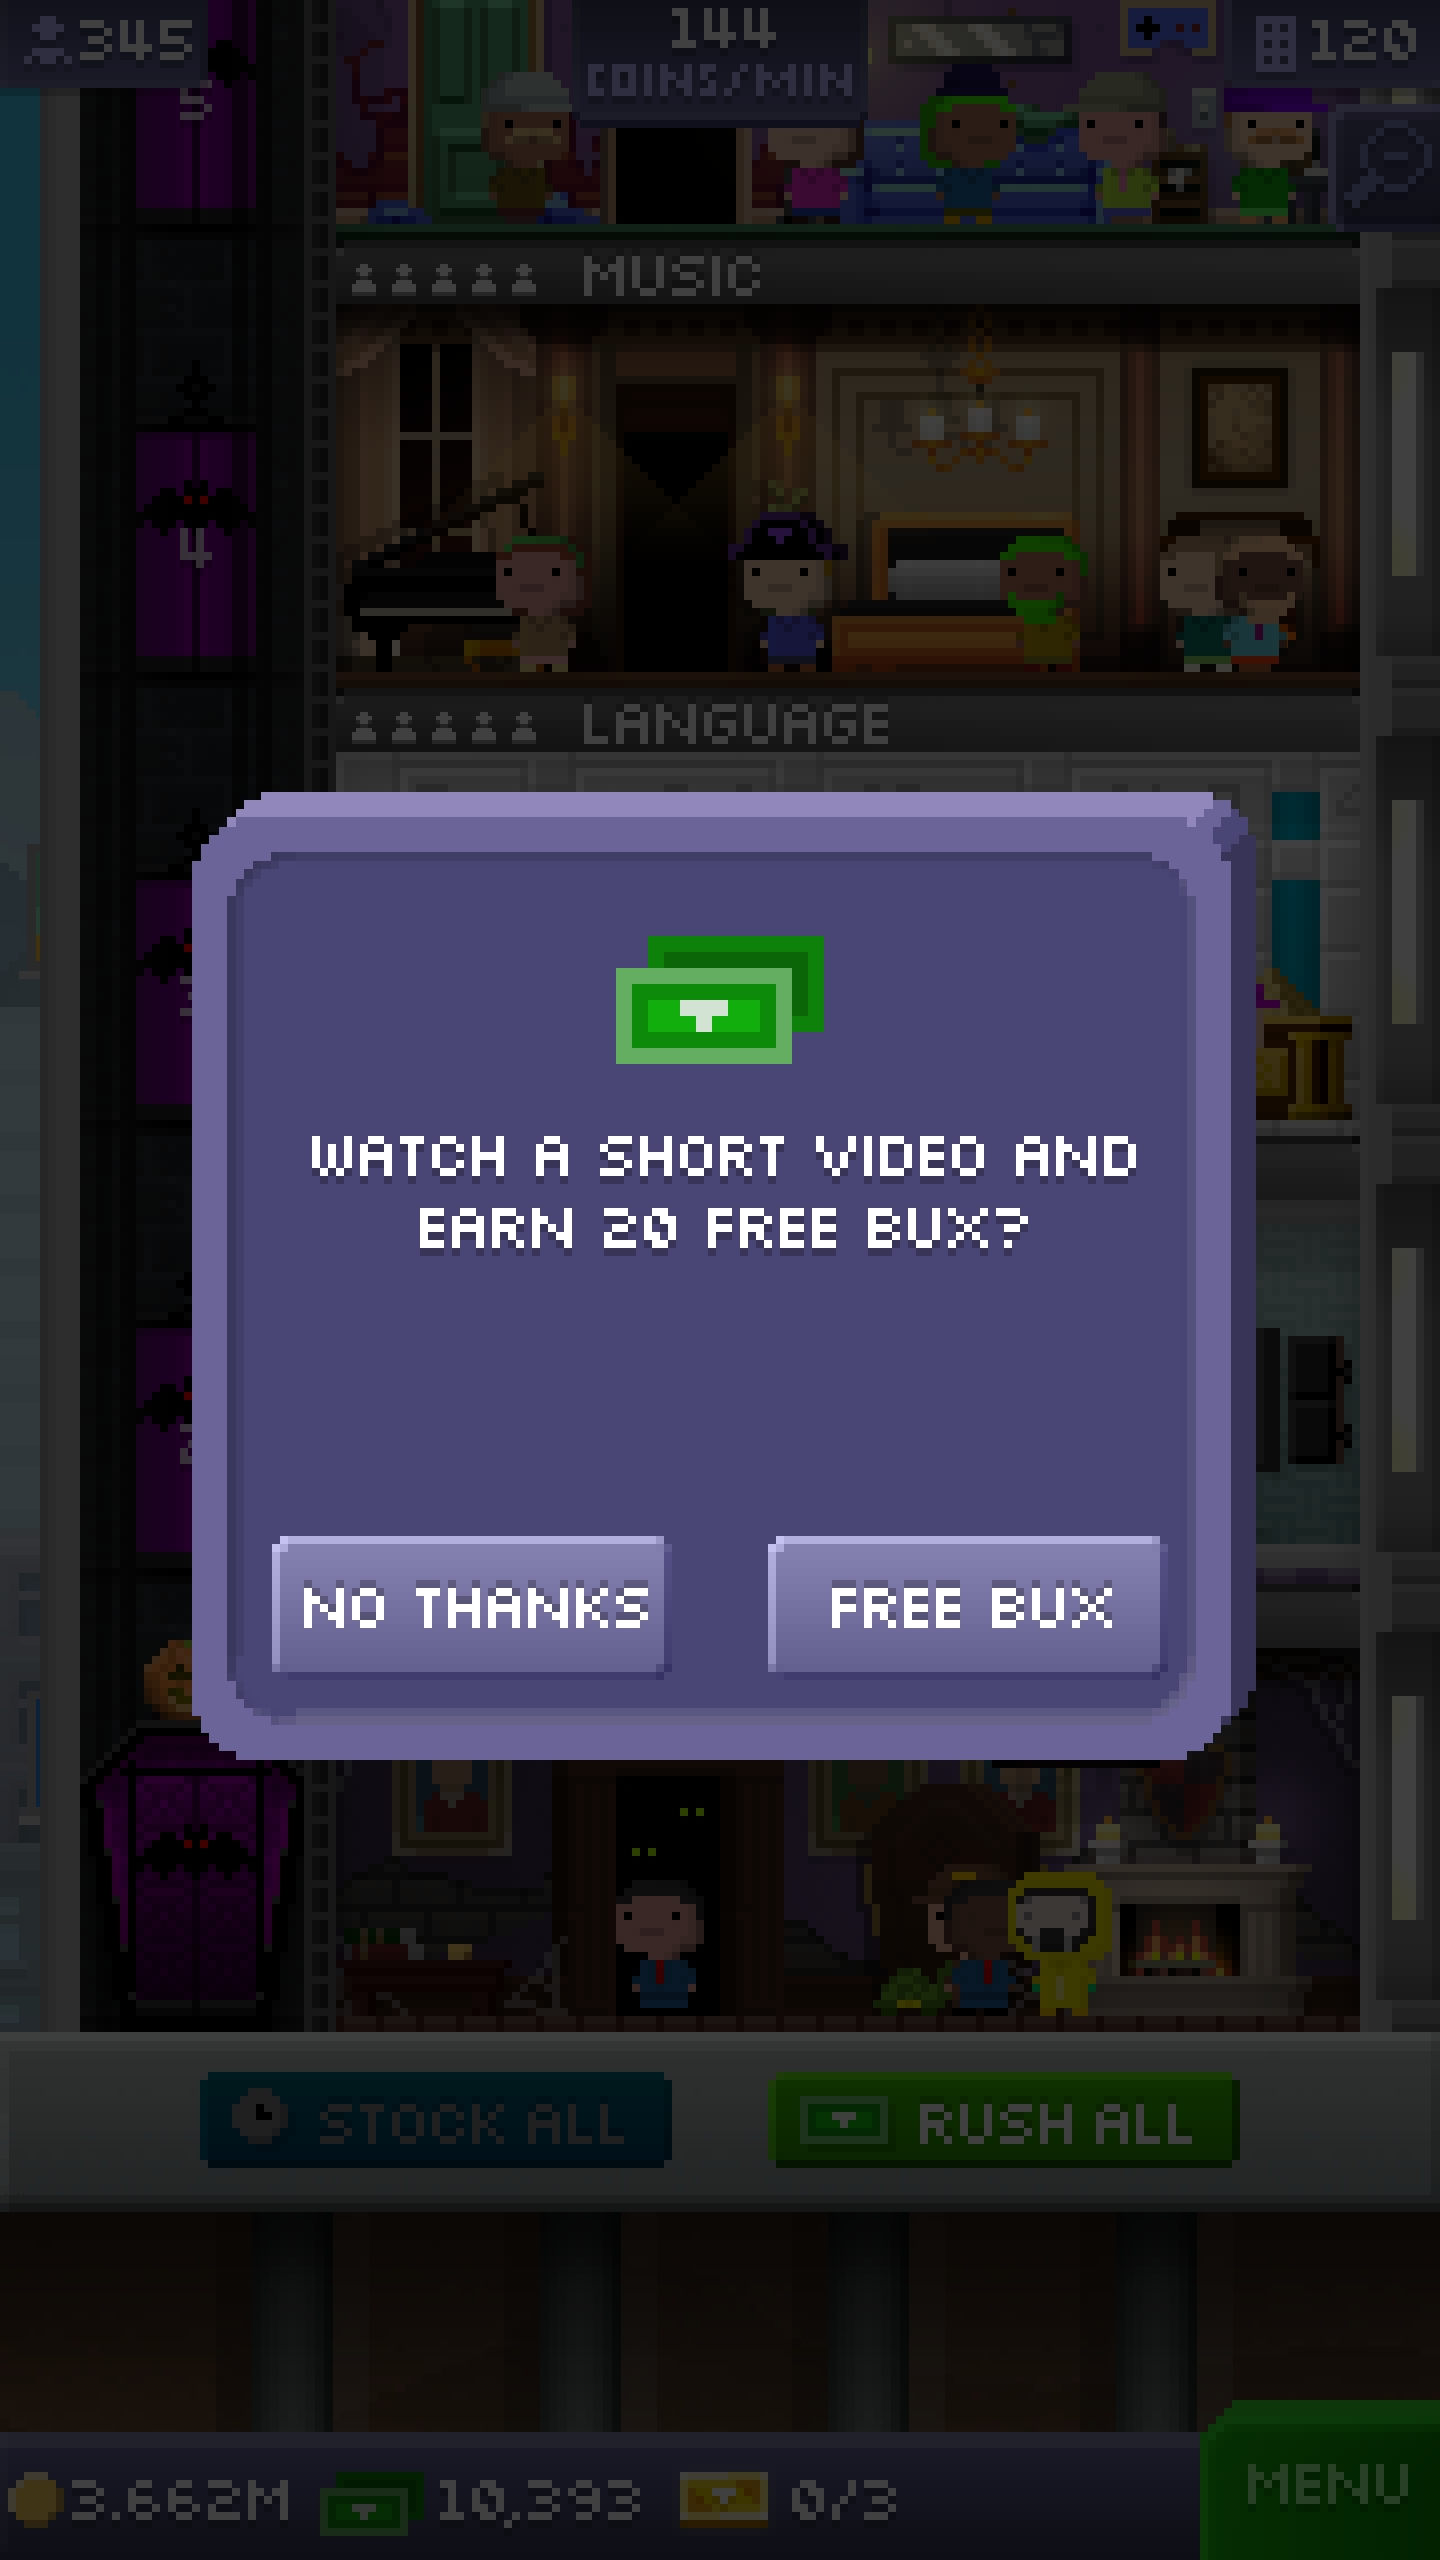 345
144
COINS/MIN
120
5
MUSIC
4
LANGUAGE
WATCH A SHORT VIDEO AND
EARN 20 FREE BUX?
NO THANKS
FREE BUX
STOCK ALL
RUSH ALL
3.662M
10,393
0/3
MENU